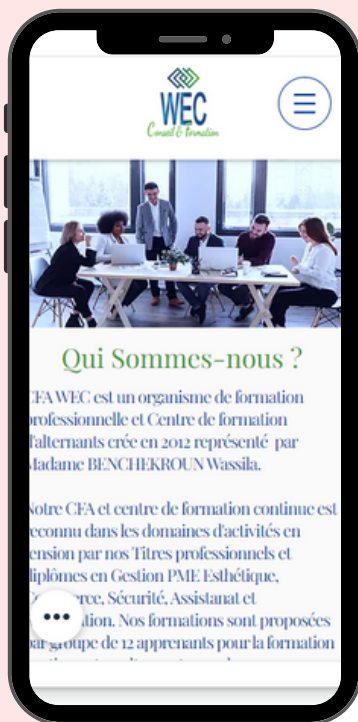 WEC
Conseil & Formation
Qui Sommes-nous ?
CFA WEC est un organisme de formation
professionnelle et Centre de formation
d'alternants crée en 2012 représenté par
Madame BENCHEKROUN Wassila.
Notre CFA et centre de formation continue est
reconnu dans les domaines d'activités en
tension par nos Titres professionnels et
diplômes en Gestion PME Esthétique,
Commerce, Sécurité, Assistanat et
Nos formations sont proposées
par groupe de 12 apprenants pour la formation